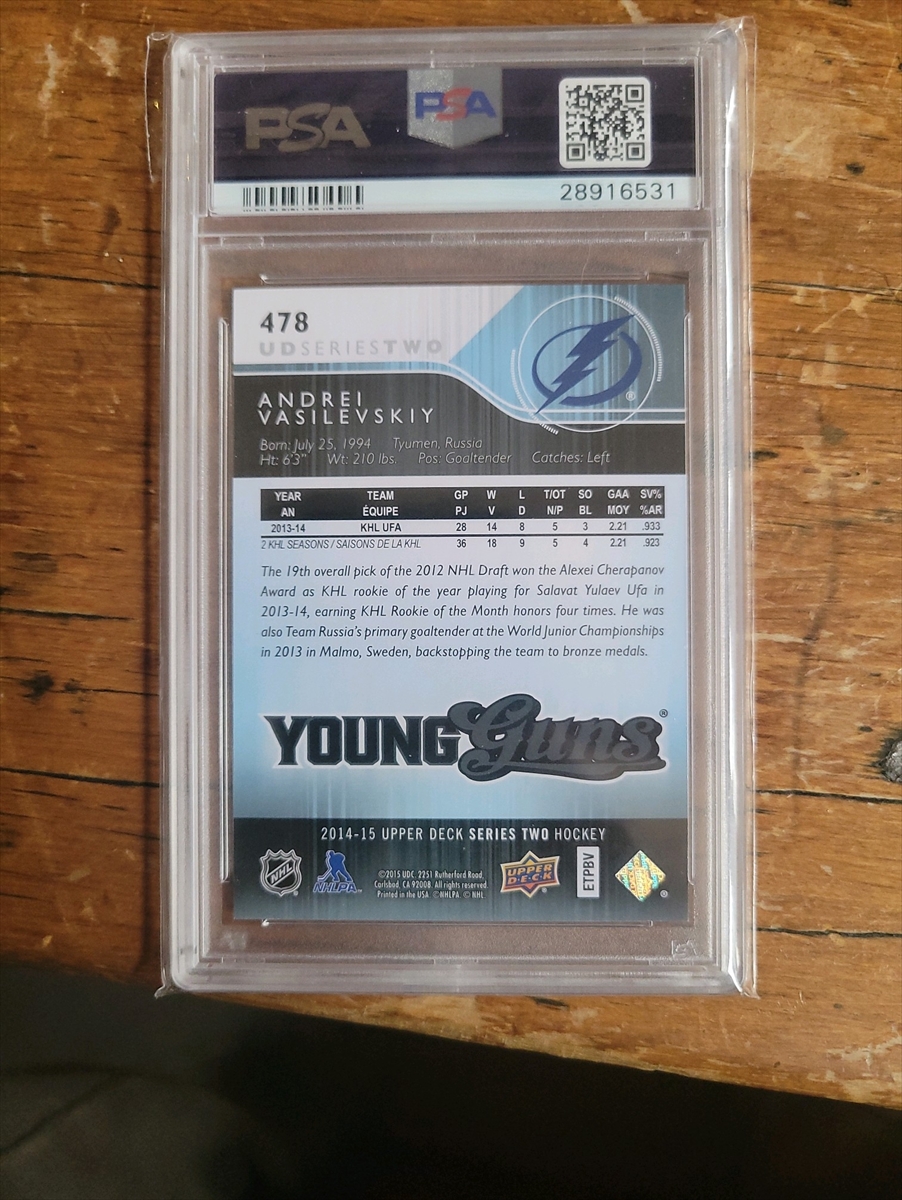 PSA PSA
28916531
478
UD SERIES TWO
ANDREI
VASILEVSKIY
Born: July 25, 1994 Tyumen, Russia
Ht: 6'3" Wt: 210 lbs. Pos: Goaltender Catches: Left
YEAR TEAM GP W L T/OT SO GAA SV%
AN ÉQUIPE PJ V D N/P BL MOY %AR
2013-14 KHL UFA 28 14 8 5 3 2.21 .933
2 KHL SEASONS / SAISONS DE LA KHL 36 18 9 5 4 2.21 .923
The 19th overall pick of the 2012 NHL Draft won the Alexei Cherapanov
Award as KHL rookie of the year playing for Salavat Yulaev Ufa in
2013-14, earning KHL Rookie of the Month honors four times. He was
also Team Russia's primary goaltender at the World Junior Championships
in 2013 in Malmo, Sweden, backstopping the team to bronze medals.
YOUNG Guns®
2014-15 UPPER DECK SERIES TWO HOCKEY
NHL NHLPA
©2015 UDC. 2251 Rutherford Road,
Carlsbad, CA 92008. All rights reserved.
Printed in the USA ©NHLPA © NHL
UPPER
DECK
ETPBV